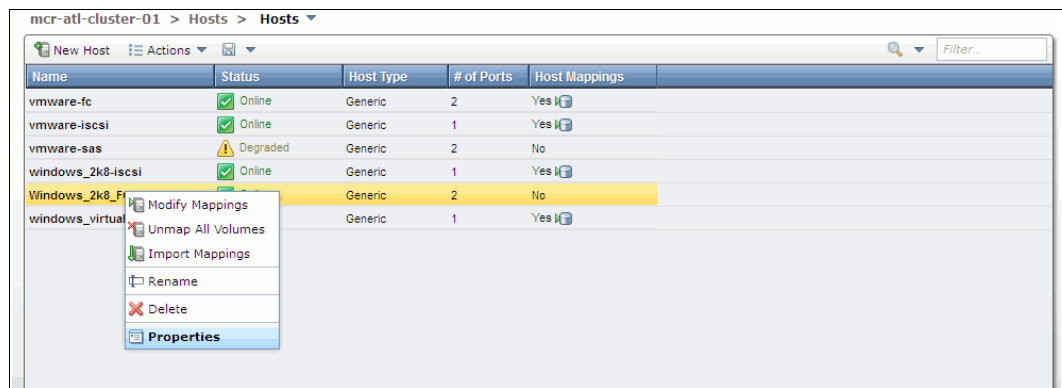 mcr-atl-cluster-01 > Hosts > Hosts
New Host Actions Filter...
Name Status Host Type # of Ports Host Mappings
vmware-fc Online Generic 2 Yes
vmware-iscsi Online Generic 1 Yes
vmware-sas Degraded Generic 2 No
windows_2k8-iscsi Online Generic 1 Yes
Windows_2k8_F Generic 2 No
windows_virtual Generic 1 Yes
Modify Mappings
Unmap All Volumes
Import Mappings
Rename
Delete
Properties